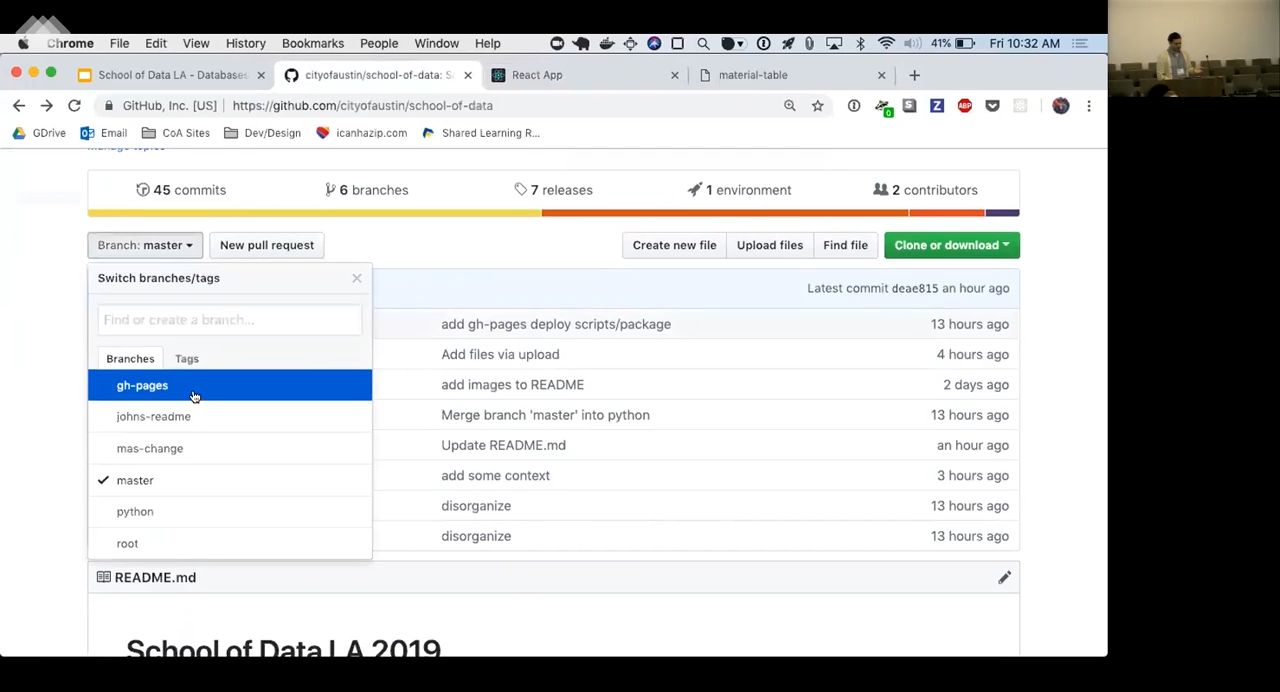 Chrome File Edit View History Bookmarks People Window Help 41% Fri 10:32 AM
School of Data LA - Databases cityofaustin/school-of-data: S React App material-table
GitHub, Inc. [US] https://github.com/cityofaustin/school-of-data
GDrive Email CoA Sites Dev/Design icanhazip.com Shared Learning R...
45 commits 6 branches 7 releases 1 environment 2 contributors
Branch: master New pull request Create new file Upload files Find file Clone or download
Switch branches/tags
Latest commit deae815 an hour ago
Find or create a branch...
add gh-pages deploy scripts/package 13 hours ago
Branches Tags
Add files via upload 4 hours ago
gh-pages
add images to README 2 days ago
johns-readme
Merge branch 'master' into python 13 hours ago
mas-change
Update README.md an hour ago
master
add some context 3 hours ago
python
disorganize 13 hours ago
root
disorganize 13 hours ago
README.md
School of Data LA 2019